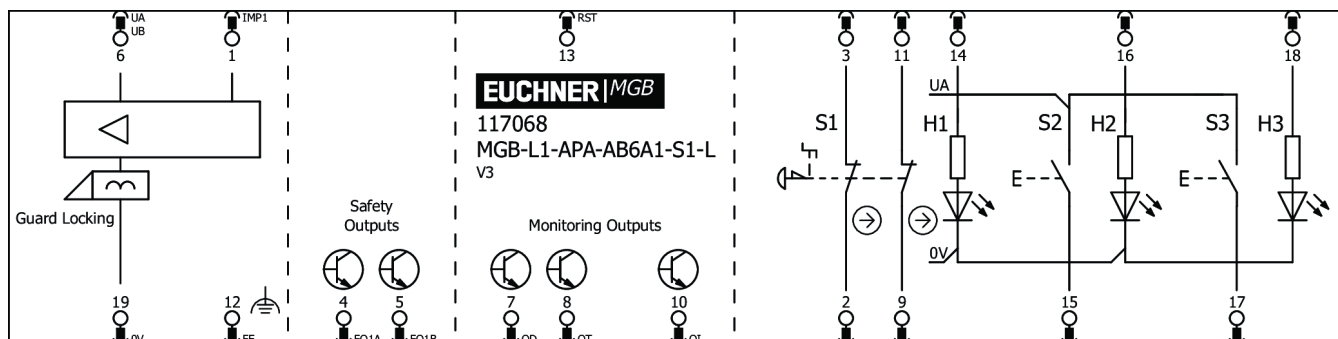 UA
UB
IMP1
RST
6
1
13
3
11
14
16
18
EUCHNER MGB
117068
MGB-L1-APA-AB6A1-S1-L
V3
UA
S1
H1
S2
H2
S3
H3
E
E
Guard Locking
Safety
Outputs
Monitoring Outputs
0V
19
12
4
5
7
8
10
2
9
15
17